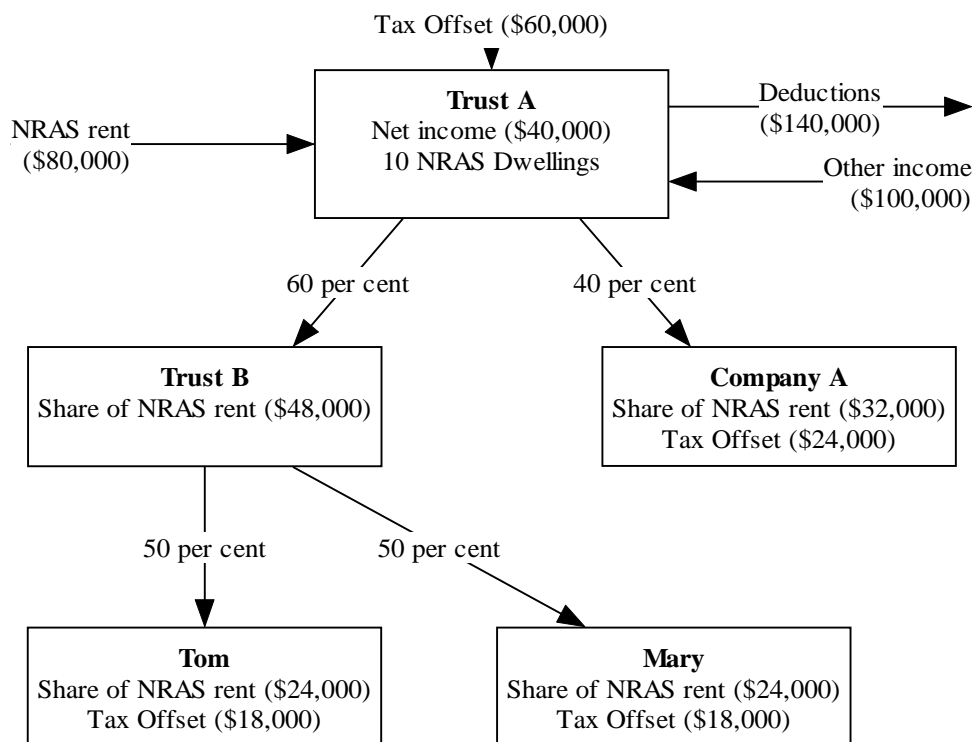 Tax Offset ($60,000)
Trust A
Net income ($40,000)
10 NRAS Dwellings
NRAS rent
($80,000)
Deductions
($140,000)
Other income
($100,000)
60 per cent
40 per cent
Trust B
Share of NRAS rent ($48,000)
Company A
Share of NRAS rent ($32,000)
Tax Offset ($24,000)
50 per cent
50 per cent
Tom
Share of NRAS rent ($24,000)
Tax Offset ($18,000)
Mary
Share of NRAS rent ($24,000)
Tax Offset ($18,000)